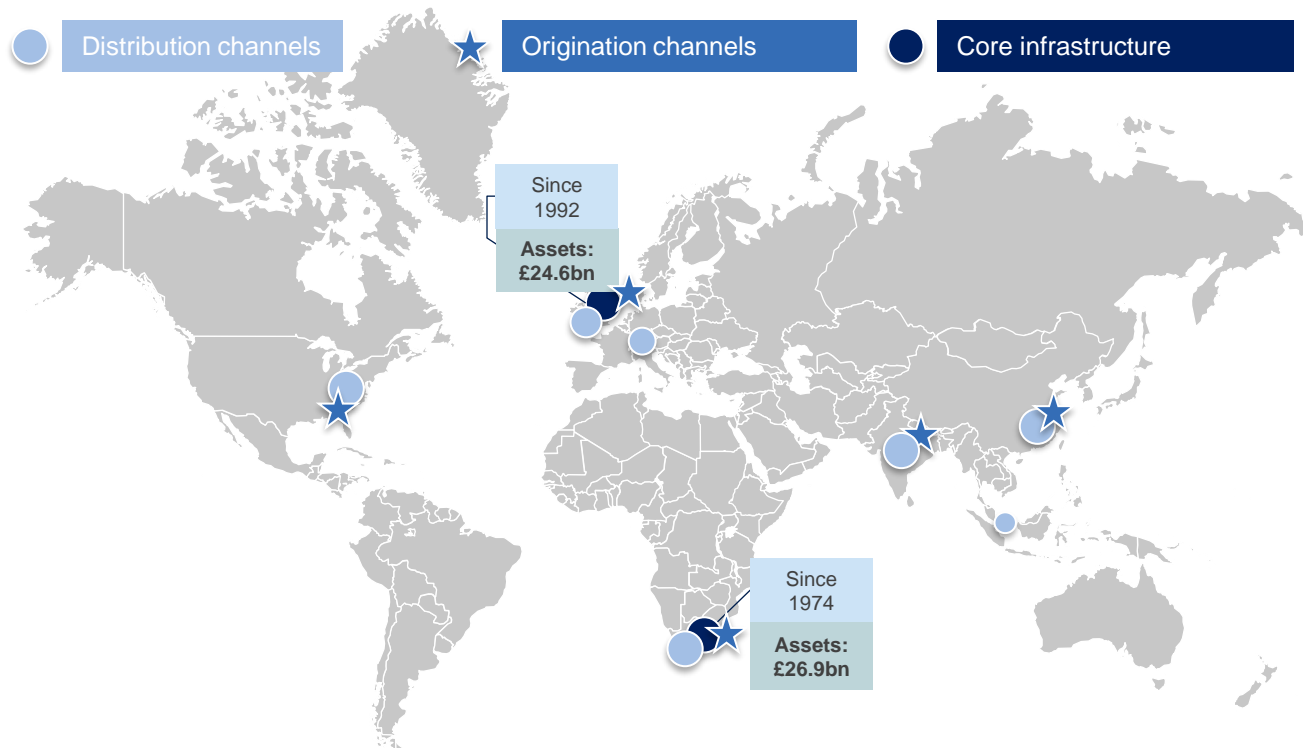 Distribution channels
Origination channels
Core infrastructure
Since
1992
Assets:
£24.6bn
Since
1974
Assets:
£26.9bn